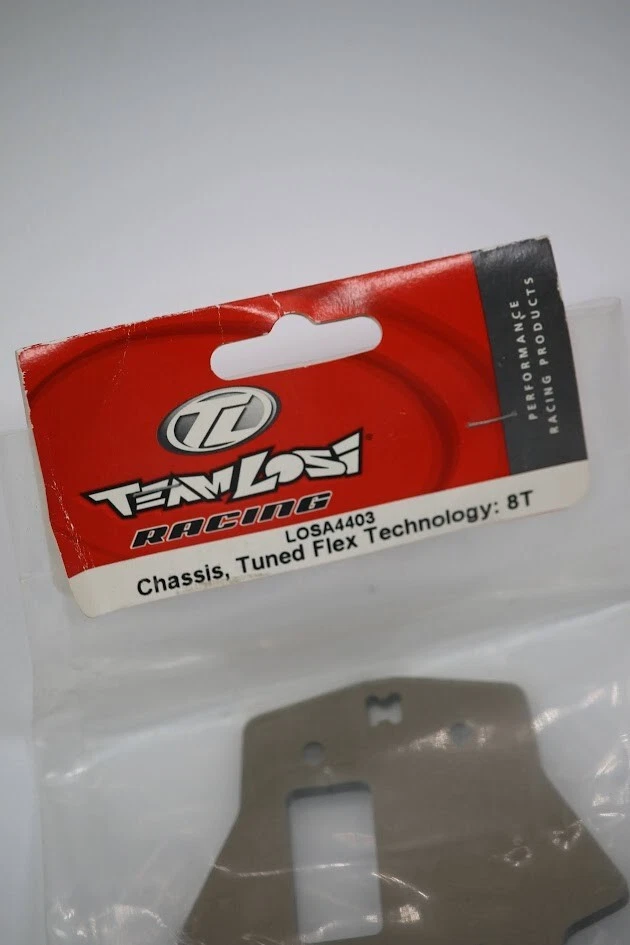 PERFORMANCE
RACING PRODUCTS
TL
TEAM LOSI
RACING
LOSA4403
Chassis, Tuned Flex Technology: 8T